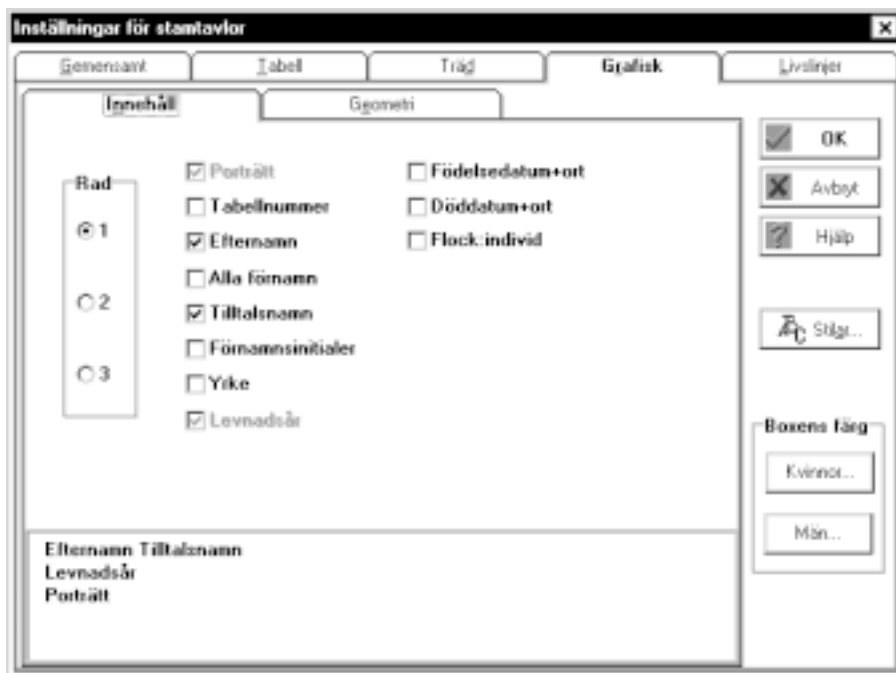 Inställningar för stamtavlor
Gemensamt Tabell Träd Grafisk Livslinjer
Innehåll Geometri
Rad
1
2
3
Porträtt
Tabellnummer
Efternamn
Alla förnamn
Tilltalsnamn
Förnamnsinitialer
Yrke
Levnadsår
Födelsedatum+ort
Döddatum+ort
Flock:individ
OK
Avbryt
Hjälp
ABC Stilar...
Boxens färg
Kvinnor...
Män...
Efternamn Tilltalsnamn
Levnadsår
Porträtt